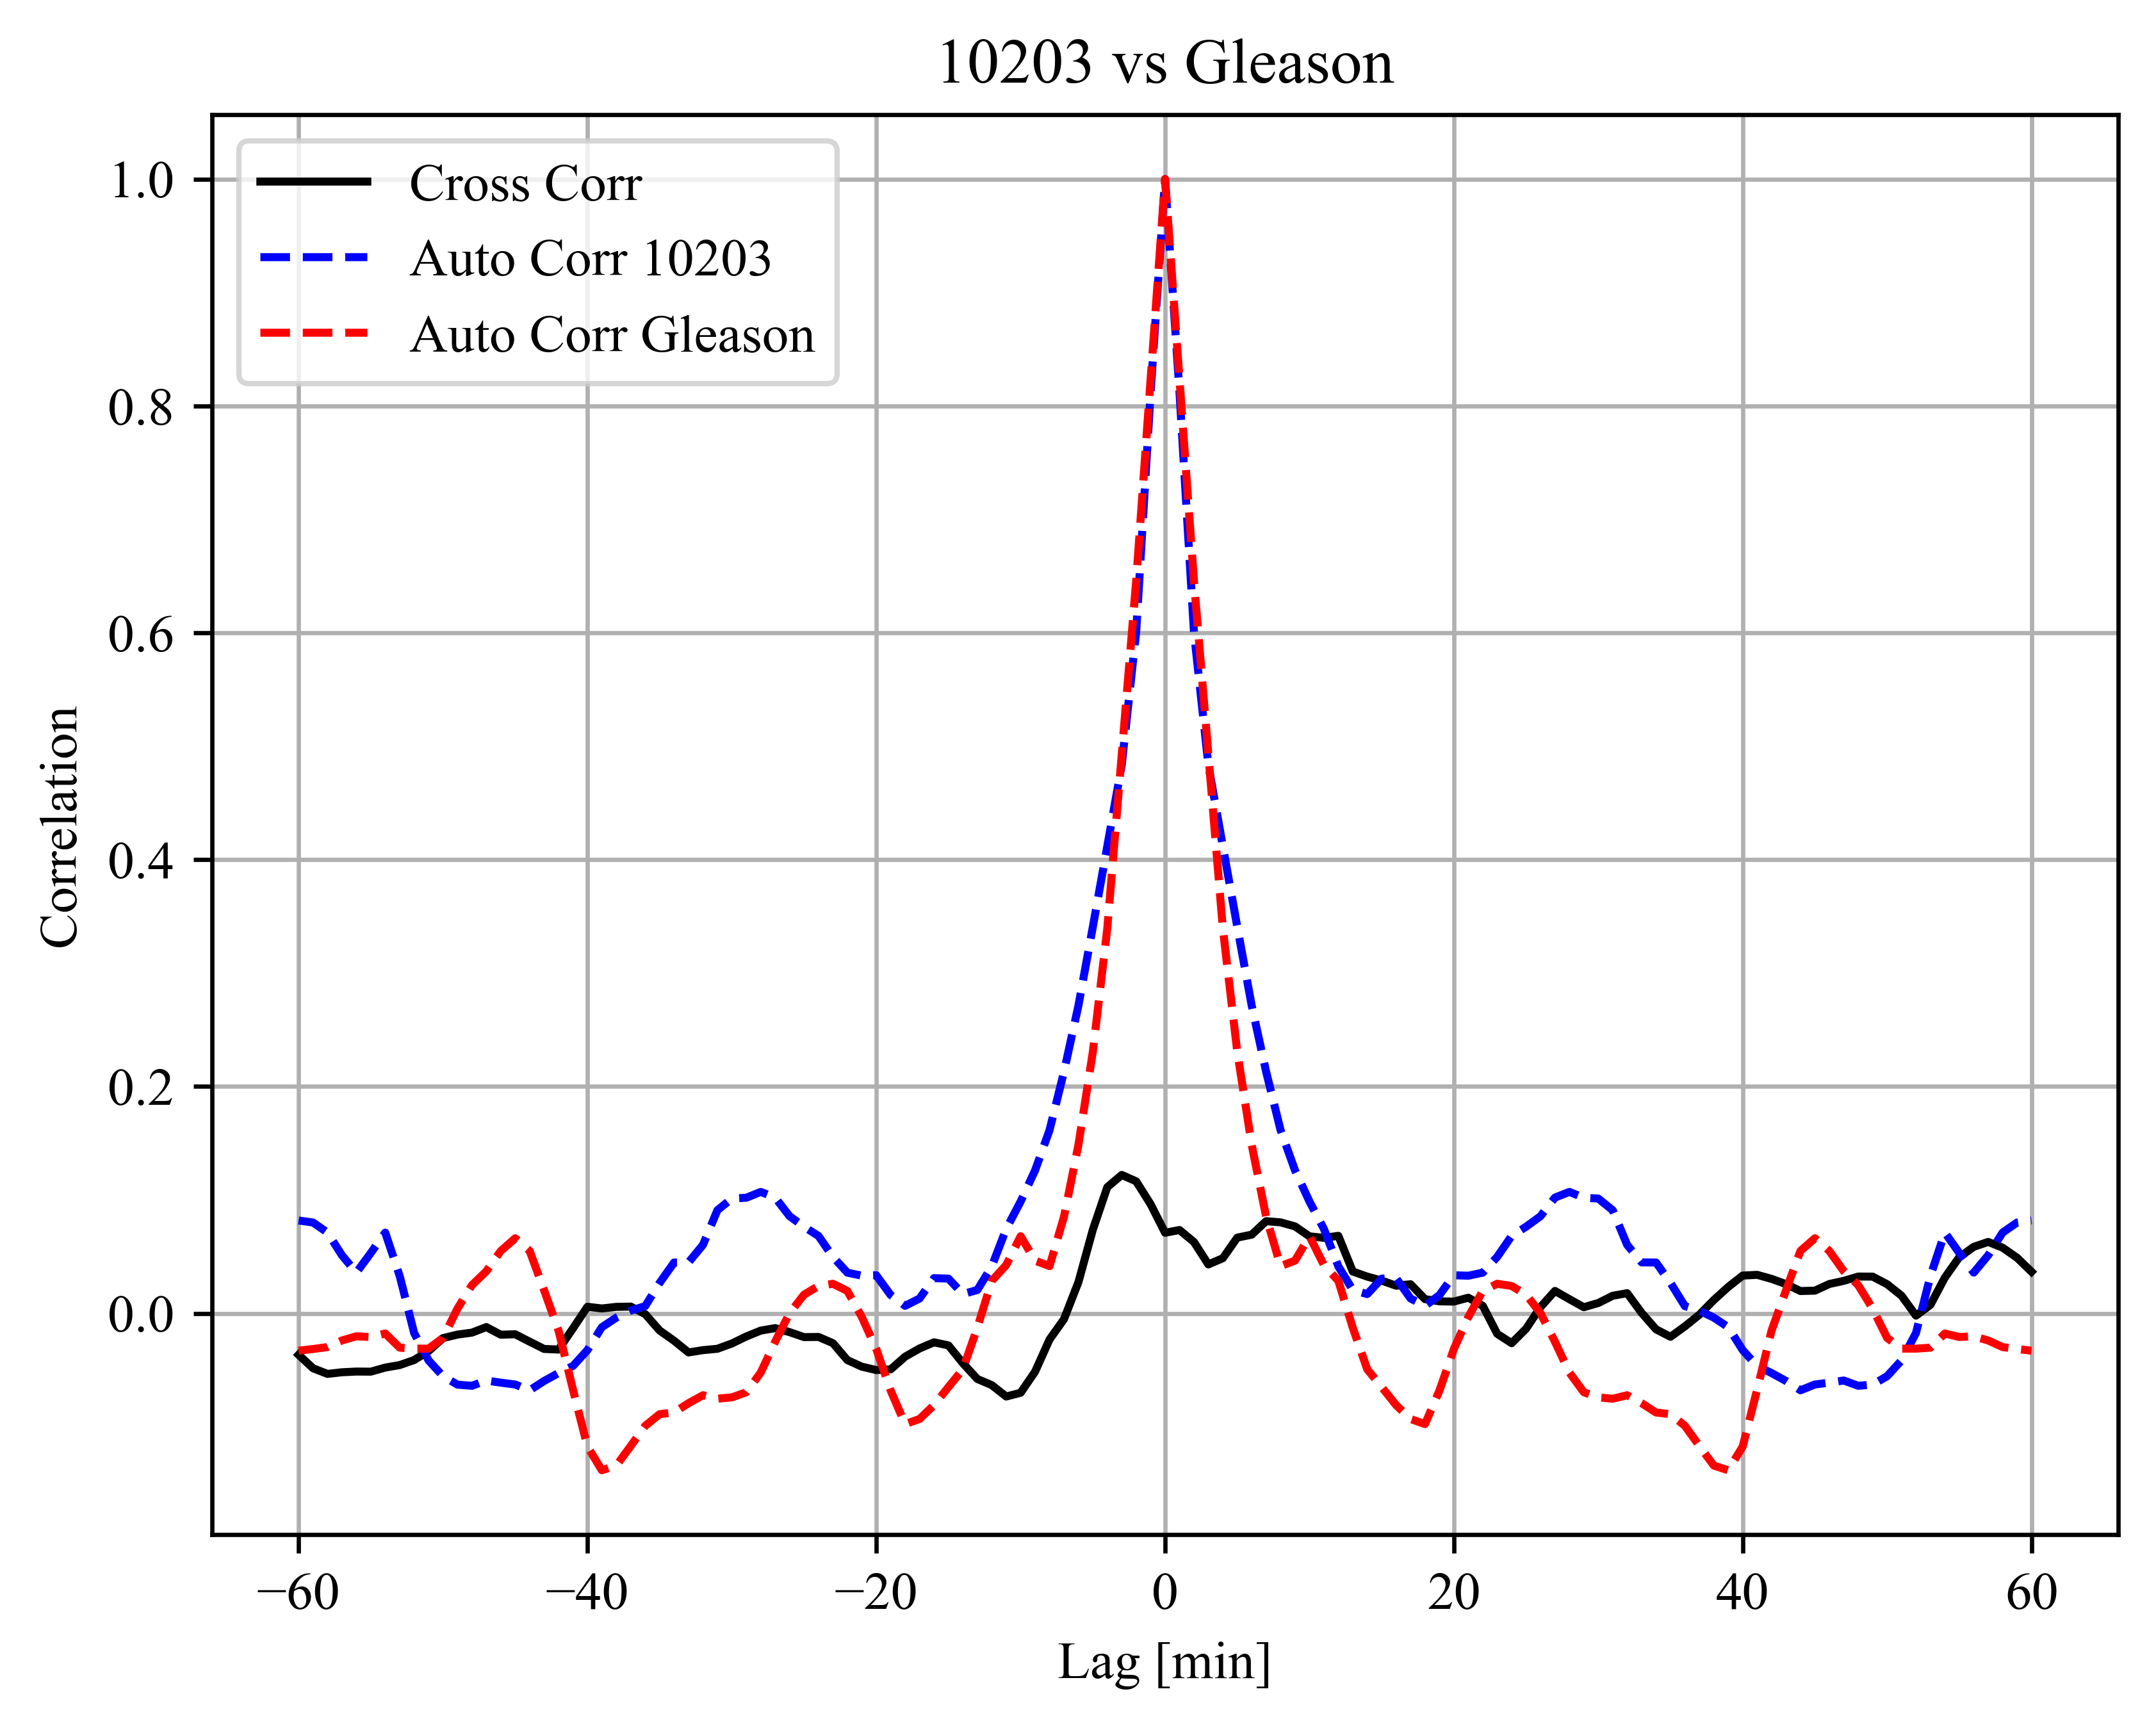 10203 vs Gleason
Cross Corr
Auto Corr 10203
Auto Corr Gleason
1.0
0.8
0.6
0.4
0.2
0.0
Correlation
−60 −40 −20 0 20 40 60
Lag [min]